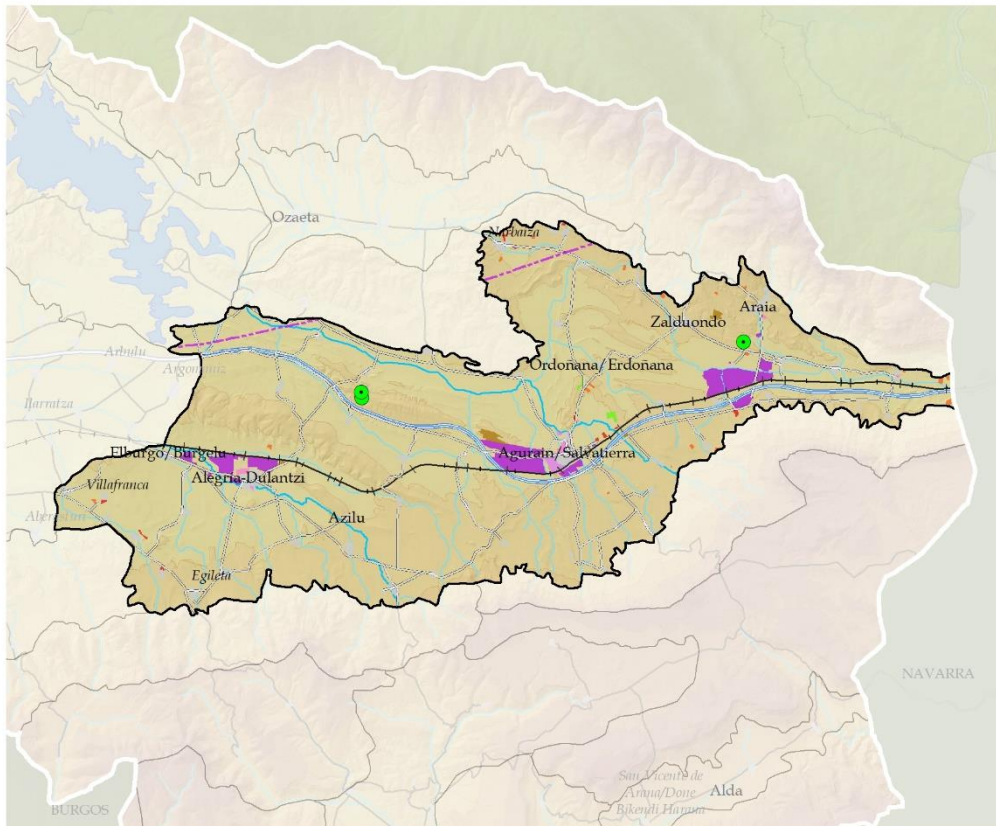 Ozaeta
Narbaiza
Araia
Zalduondo
Arbulu
Argomaniz
Ordoñana/Erdoñana
Ilarratza
Elburgo/Burgelu
Agurain/Salvatierra
Alegría-Dulantzi
Villafranca
Azilu
Egileta
NAVARRA
San Vicente de
Arana/Done
Bikendi Harana
Alda
BURGOS